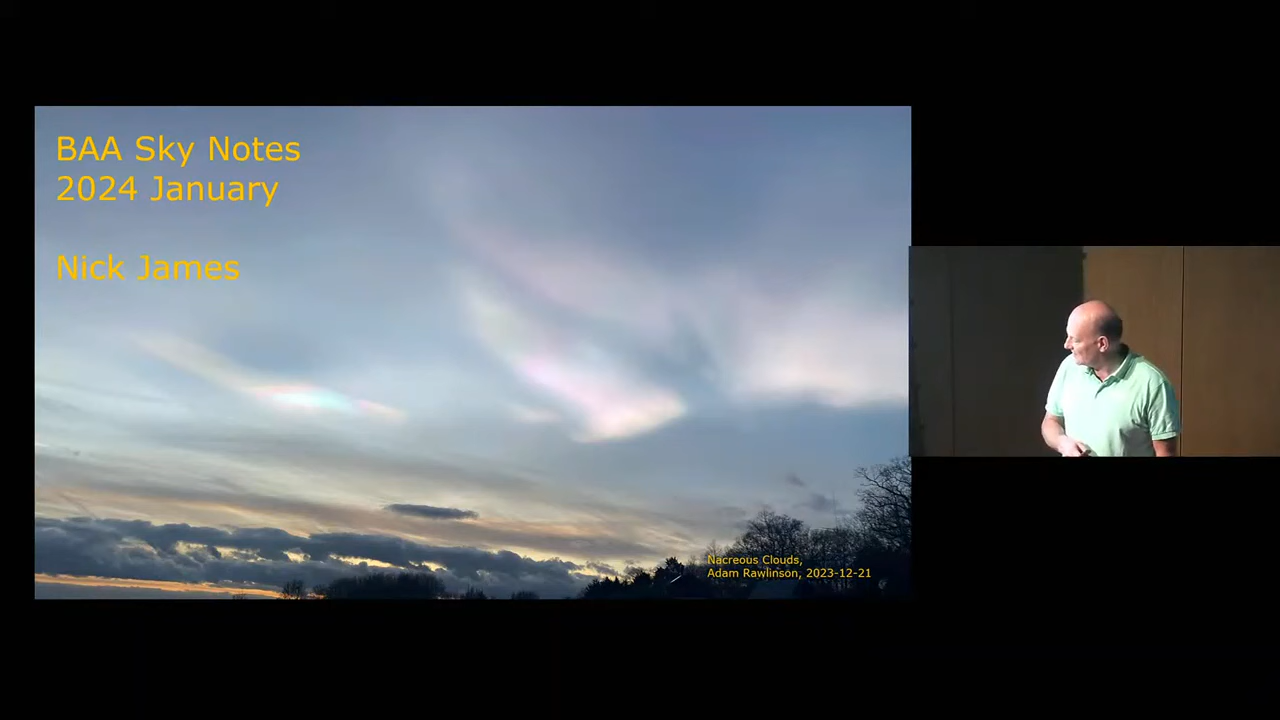 BAA Sky Notes
2024 January
Nick James
Nacreous Clouds,
Adam Rawlinson, 2023-12-21